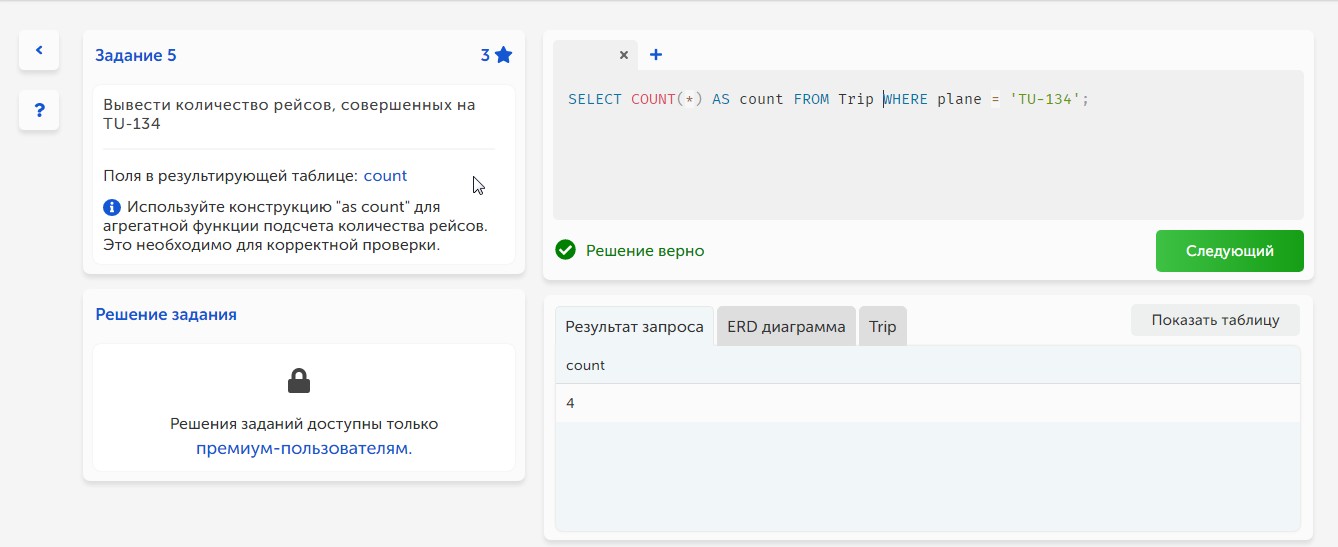 Задание 5
3
Вывести количество рейсов, совершенных на
TU-134
Поля в результирующей таблице: count
Используйте конструкцию "as count" для
агрегатной функции подсчета количества рейсов.
Это необходимо для корректной проверки.
Решение задания
Решения заданий доступны только
премиум-пользователям.
SELECT COUNT(*) AS count FROM Trip WHERE plane = 'TU-134';
Решение верно
Следующий
Результат запроса
ERD диаграмма
Trip
Показать таблицу
count
4